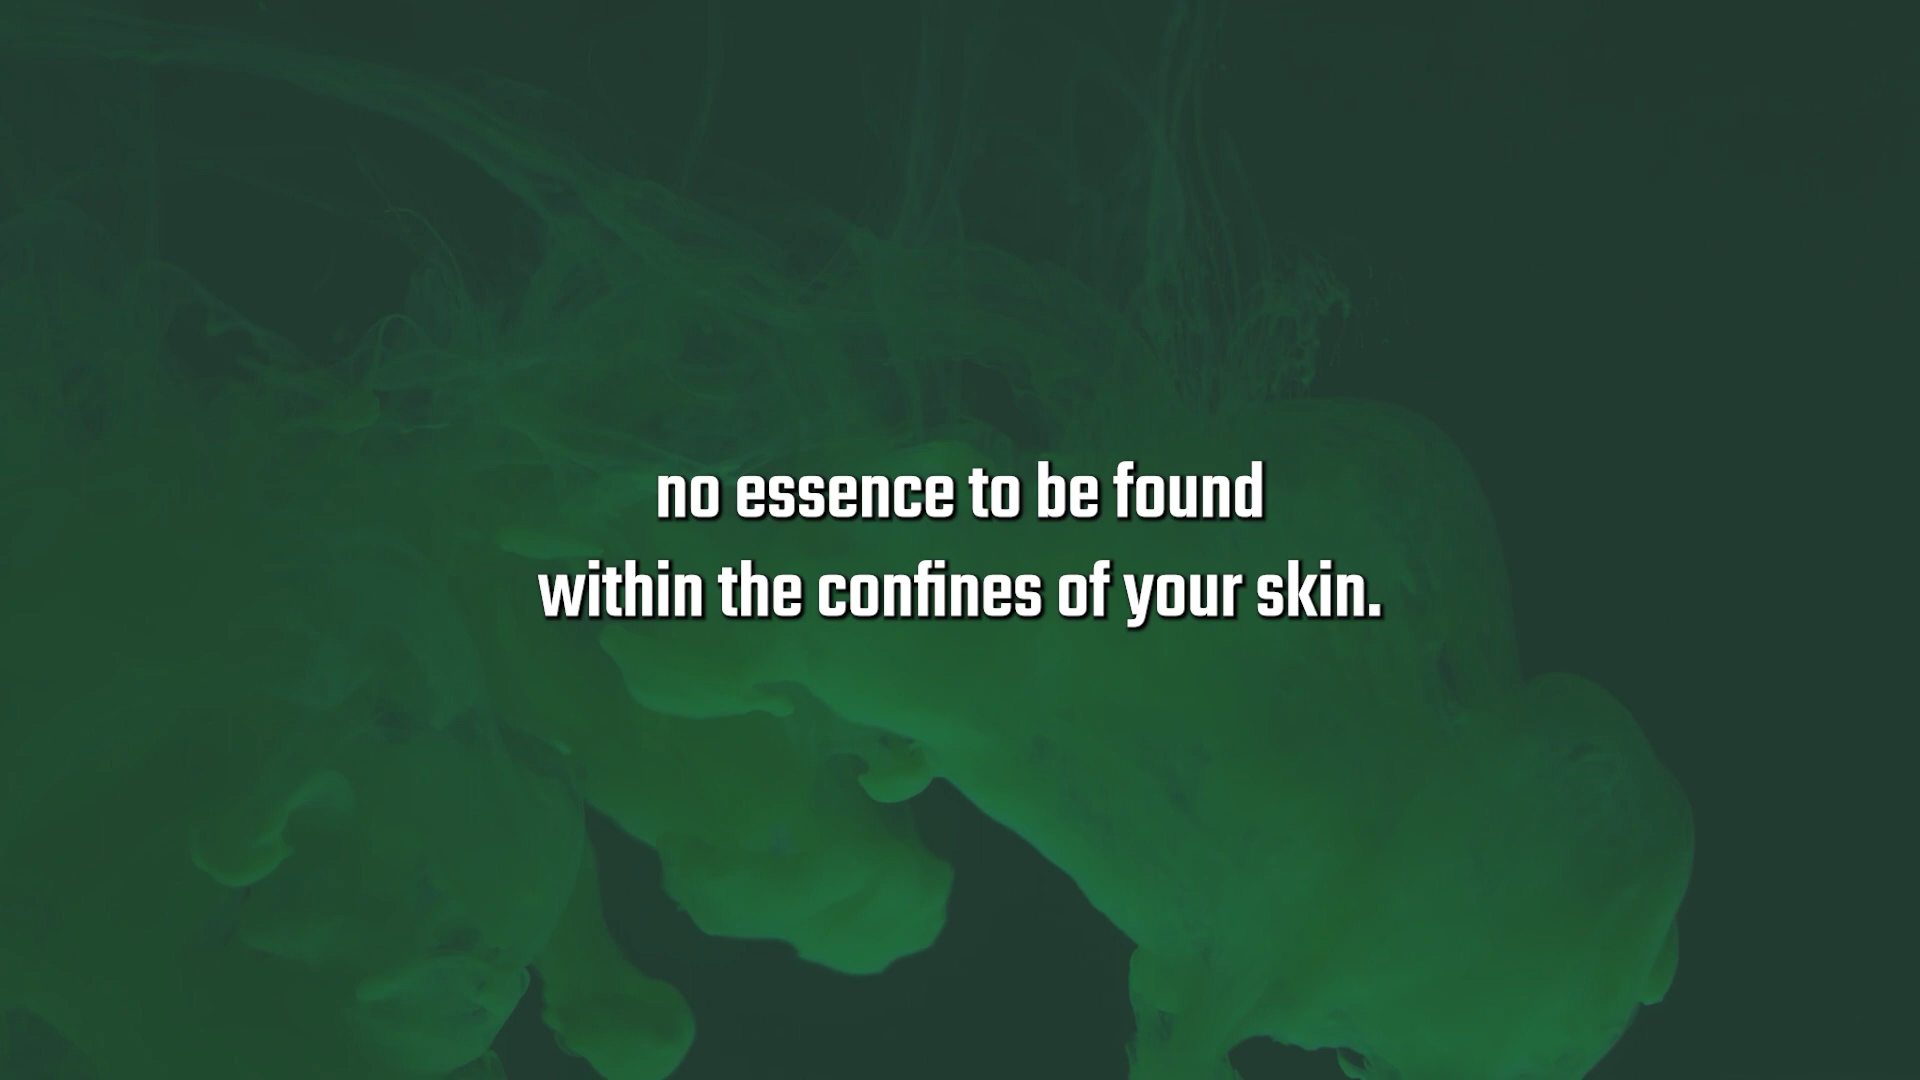 no essence to be found
within the confines of your skin.